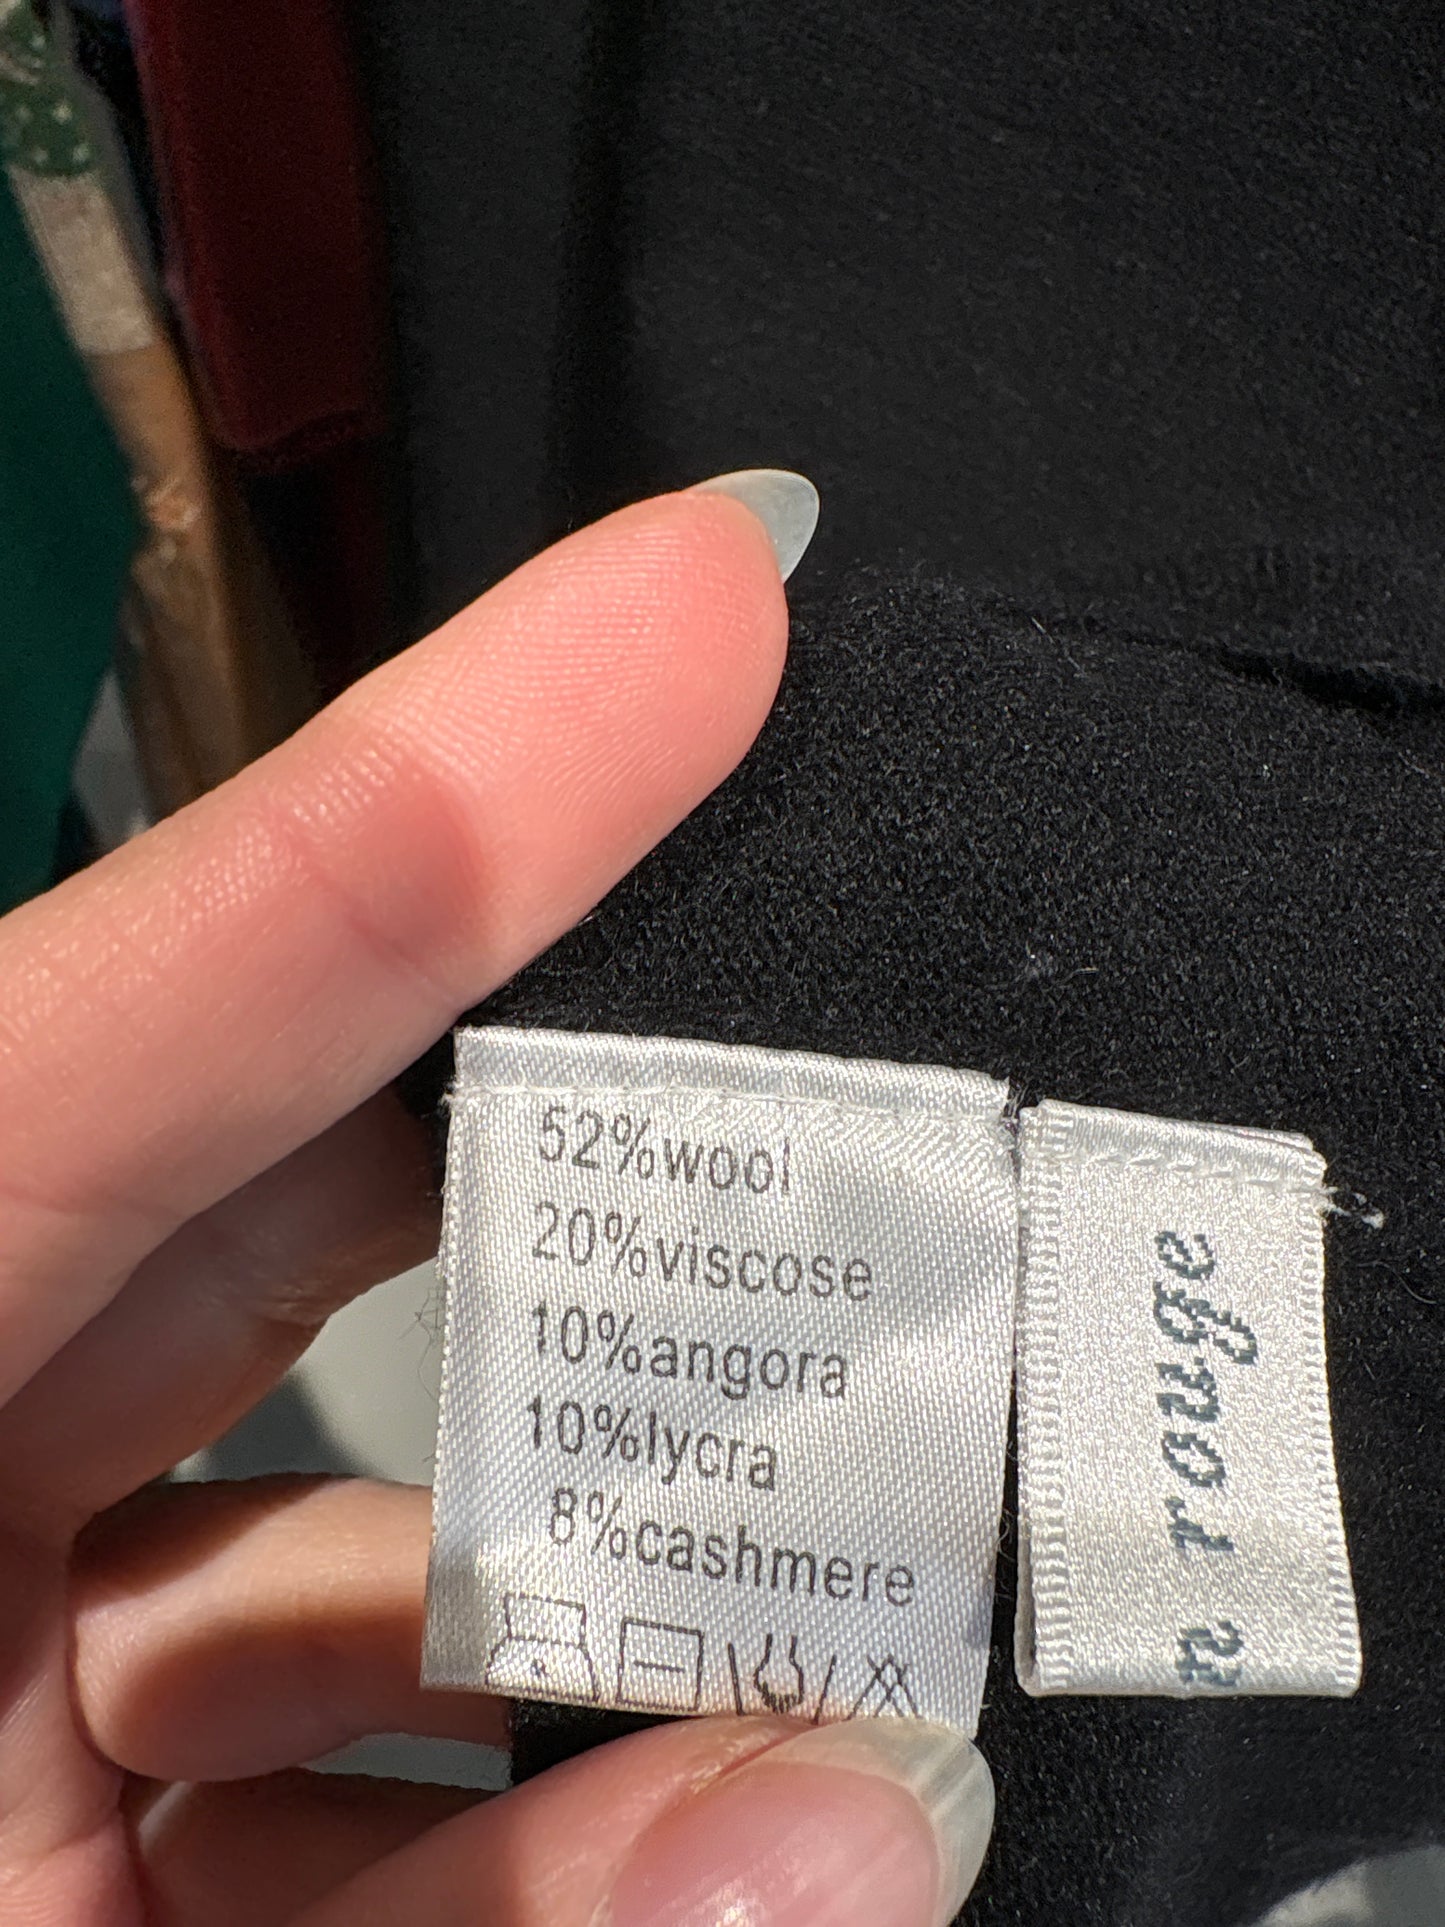 52%wool
20%viscose
10%angora
10%lycra
8%cashmere
rouge